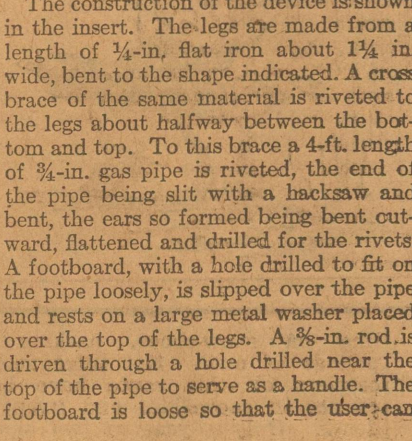 The construction of the device is shown
in the insert. The legs are made from a
length of ¼-in. flat iron about 1¼ in
wide, bent to the shape indicated. A cross
brace of the same material is riveted to
the legs about halfway between the bot-
tom and top. To this brace a 4-ft. length
of ¾-in. gas pipe is riveted, the end of
the pipe being slit with a hacksaw and
bent, the ears so formed being bent out-
ward, flattened and drilled for the rivets
A footboard, with a hole drilled to fit on
the pipe loosely, is slipped over the pipe
and rests on a large metal washer placed
over the top of the legs. A ⅜-in. rod is
driven through a hole drilled near the
top of the pipe to serve as a handle. The
footboard is loose so that the user can